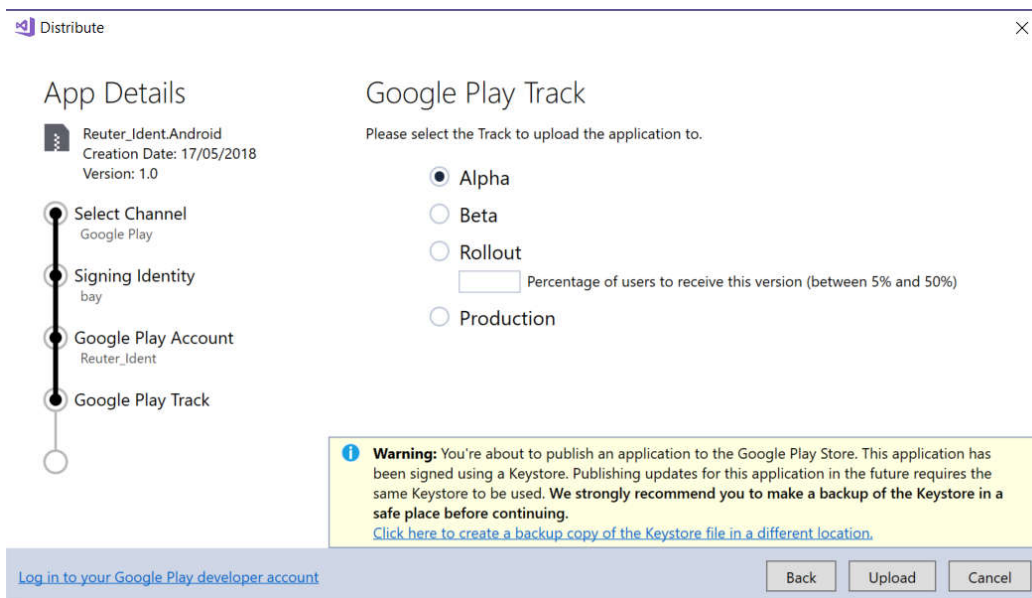 Distribute
App Details
Reuter_Ident.Android
Creation Date: 17/05/2018
Version: 1.0
Select Channel
Google Play
Signing Identity
bay
Google Play Account
Reuter_Ident
Google Play Track
Google Play Track
Please select the Track to upload the application to.
Alpha
Beta
Rollout
Percentage of users to receive this version (between 5% and 50%)
Production
Warning: You're about to publish an application to the Google Play Store. This application has
been signed using a Keystore. Publishing updates for this application in the future requires the
same Keystore to be used. We strongly recommend you to make a backup of the Keystore in a
safe place before continuing.
Click here to create a backup copy of the Keystore file in a different location.
Log in to your Google Play developer account
Back
Upload
Cancel